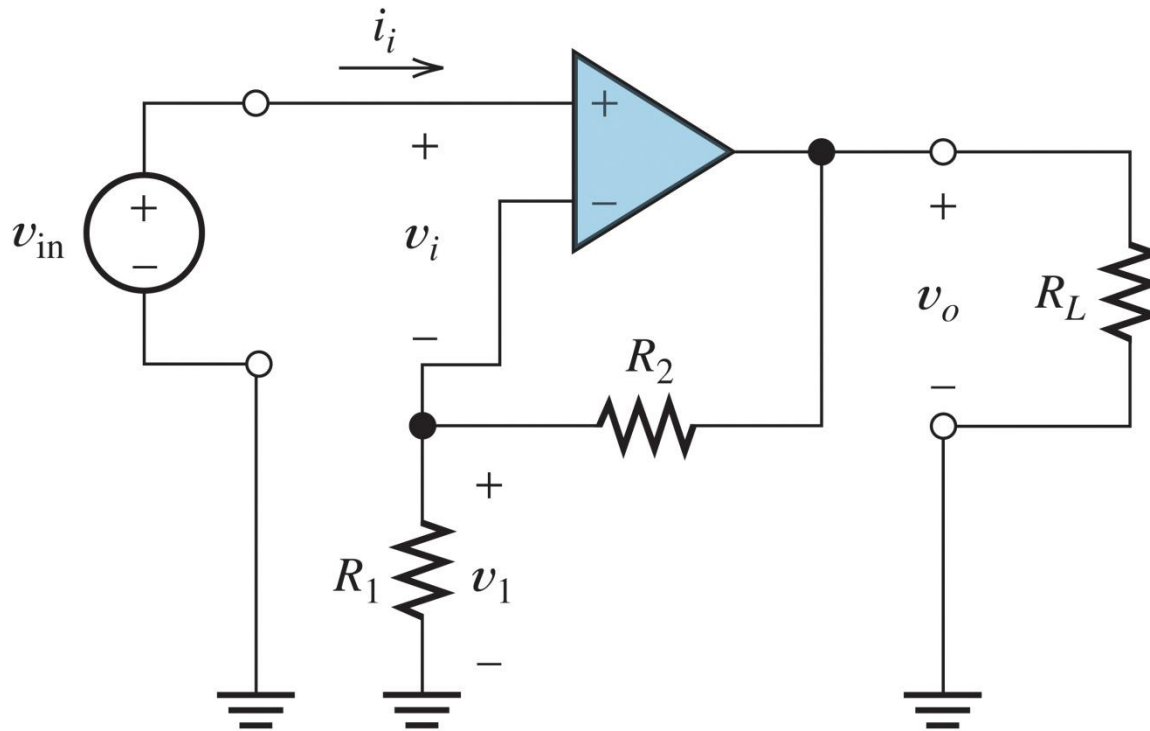 i_i
+
+
−
+
v_in
−
+
v_i
−
+
v_o
−
R_L
R_2
R_1
+
v_1
−